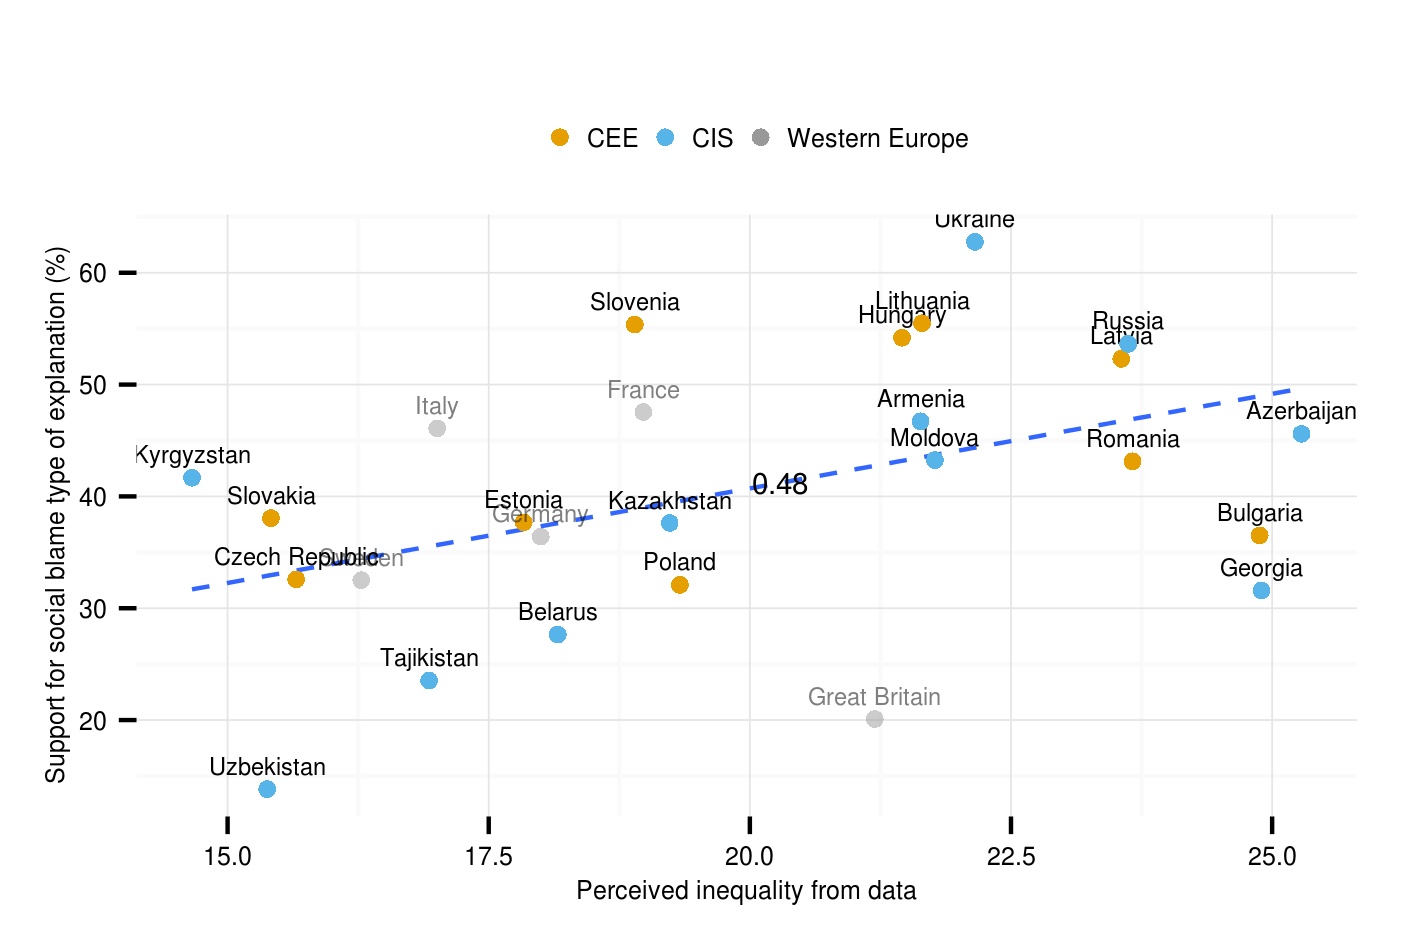 CEE CIS Western Europe
Support for social blame type of explanation (%)
60
50
40
30
20
Ukraine
Slovenia
Lithuania
Hungary
Russia
Latvia
France
Italy
Armenia
Azerbaijan
Moldova
Romania
Kyrgyzstan
0.48
Slovakia
Estonia
Kazakhstan
Germany
Bulgaria
Czech Republic
Sweden
Poland
Georgia
Belarus
Tajikistan
Great Britain
Uzbekistan
15.0 17.5 20.0 22.5 25.0
Perceived inequality from data